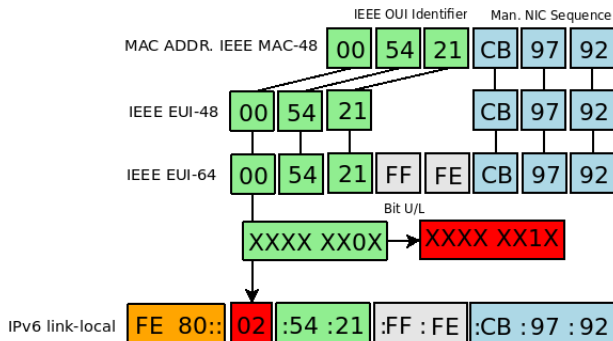 IEEE OUI Identifier Man. NIC Sequence
MAC ADDR. IEEE MAC-48 00 54 21 CB 97 92
IEEE EUI-48 00 54 21 CB 97 92
IEEE EUI-64 00 54 21 FF FE CB 97 92
Bit U/L
XXXX XX0X XXXX XX1X
IPv6 link-local FE 80:: 02 :54 :21 :FF : FE :CB : 97 : 92